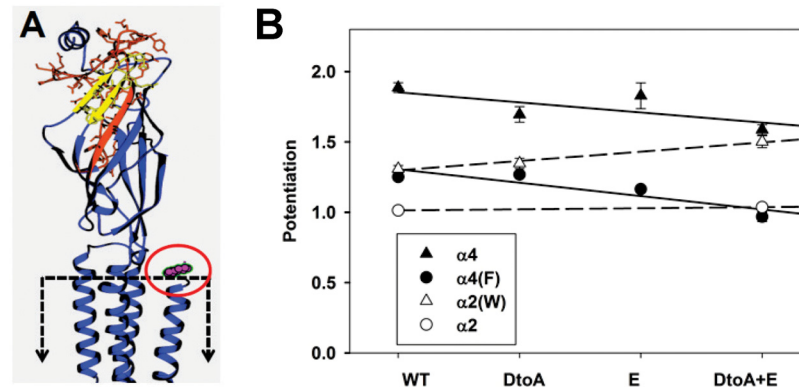 A
B
Potentiation
2.0
1.5
1.0
0.5
0.0
α4
α4(F)
α2(W)
α2
WT DtoA E DtoA+E